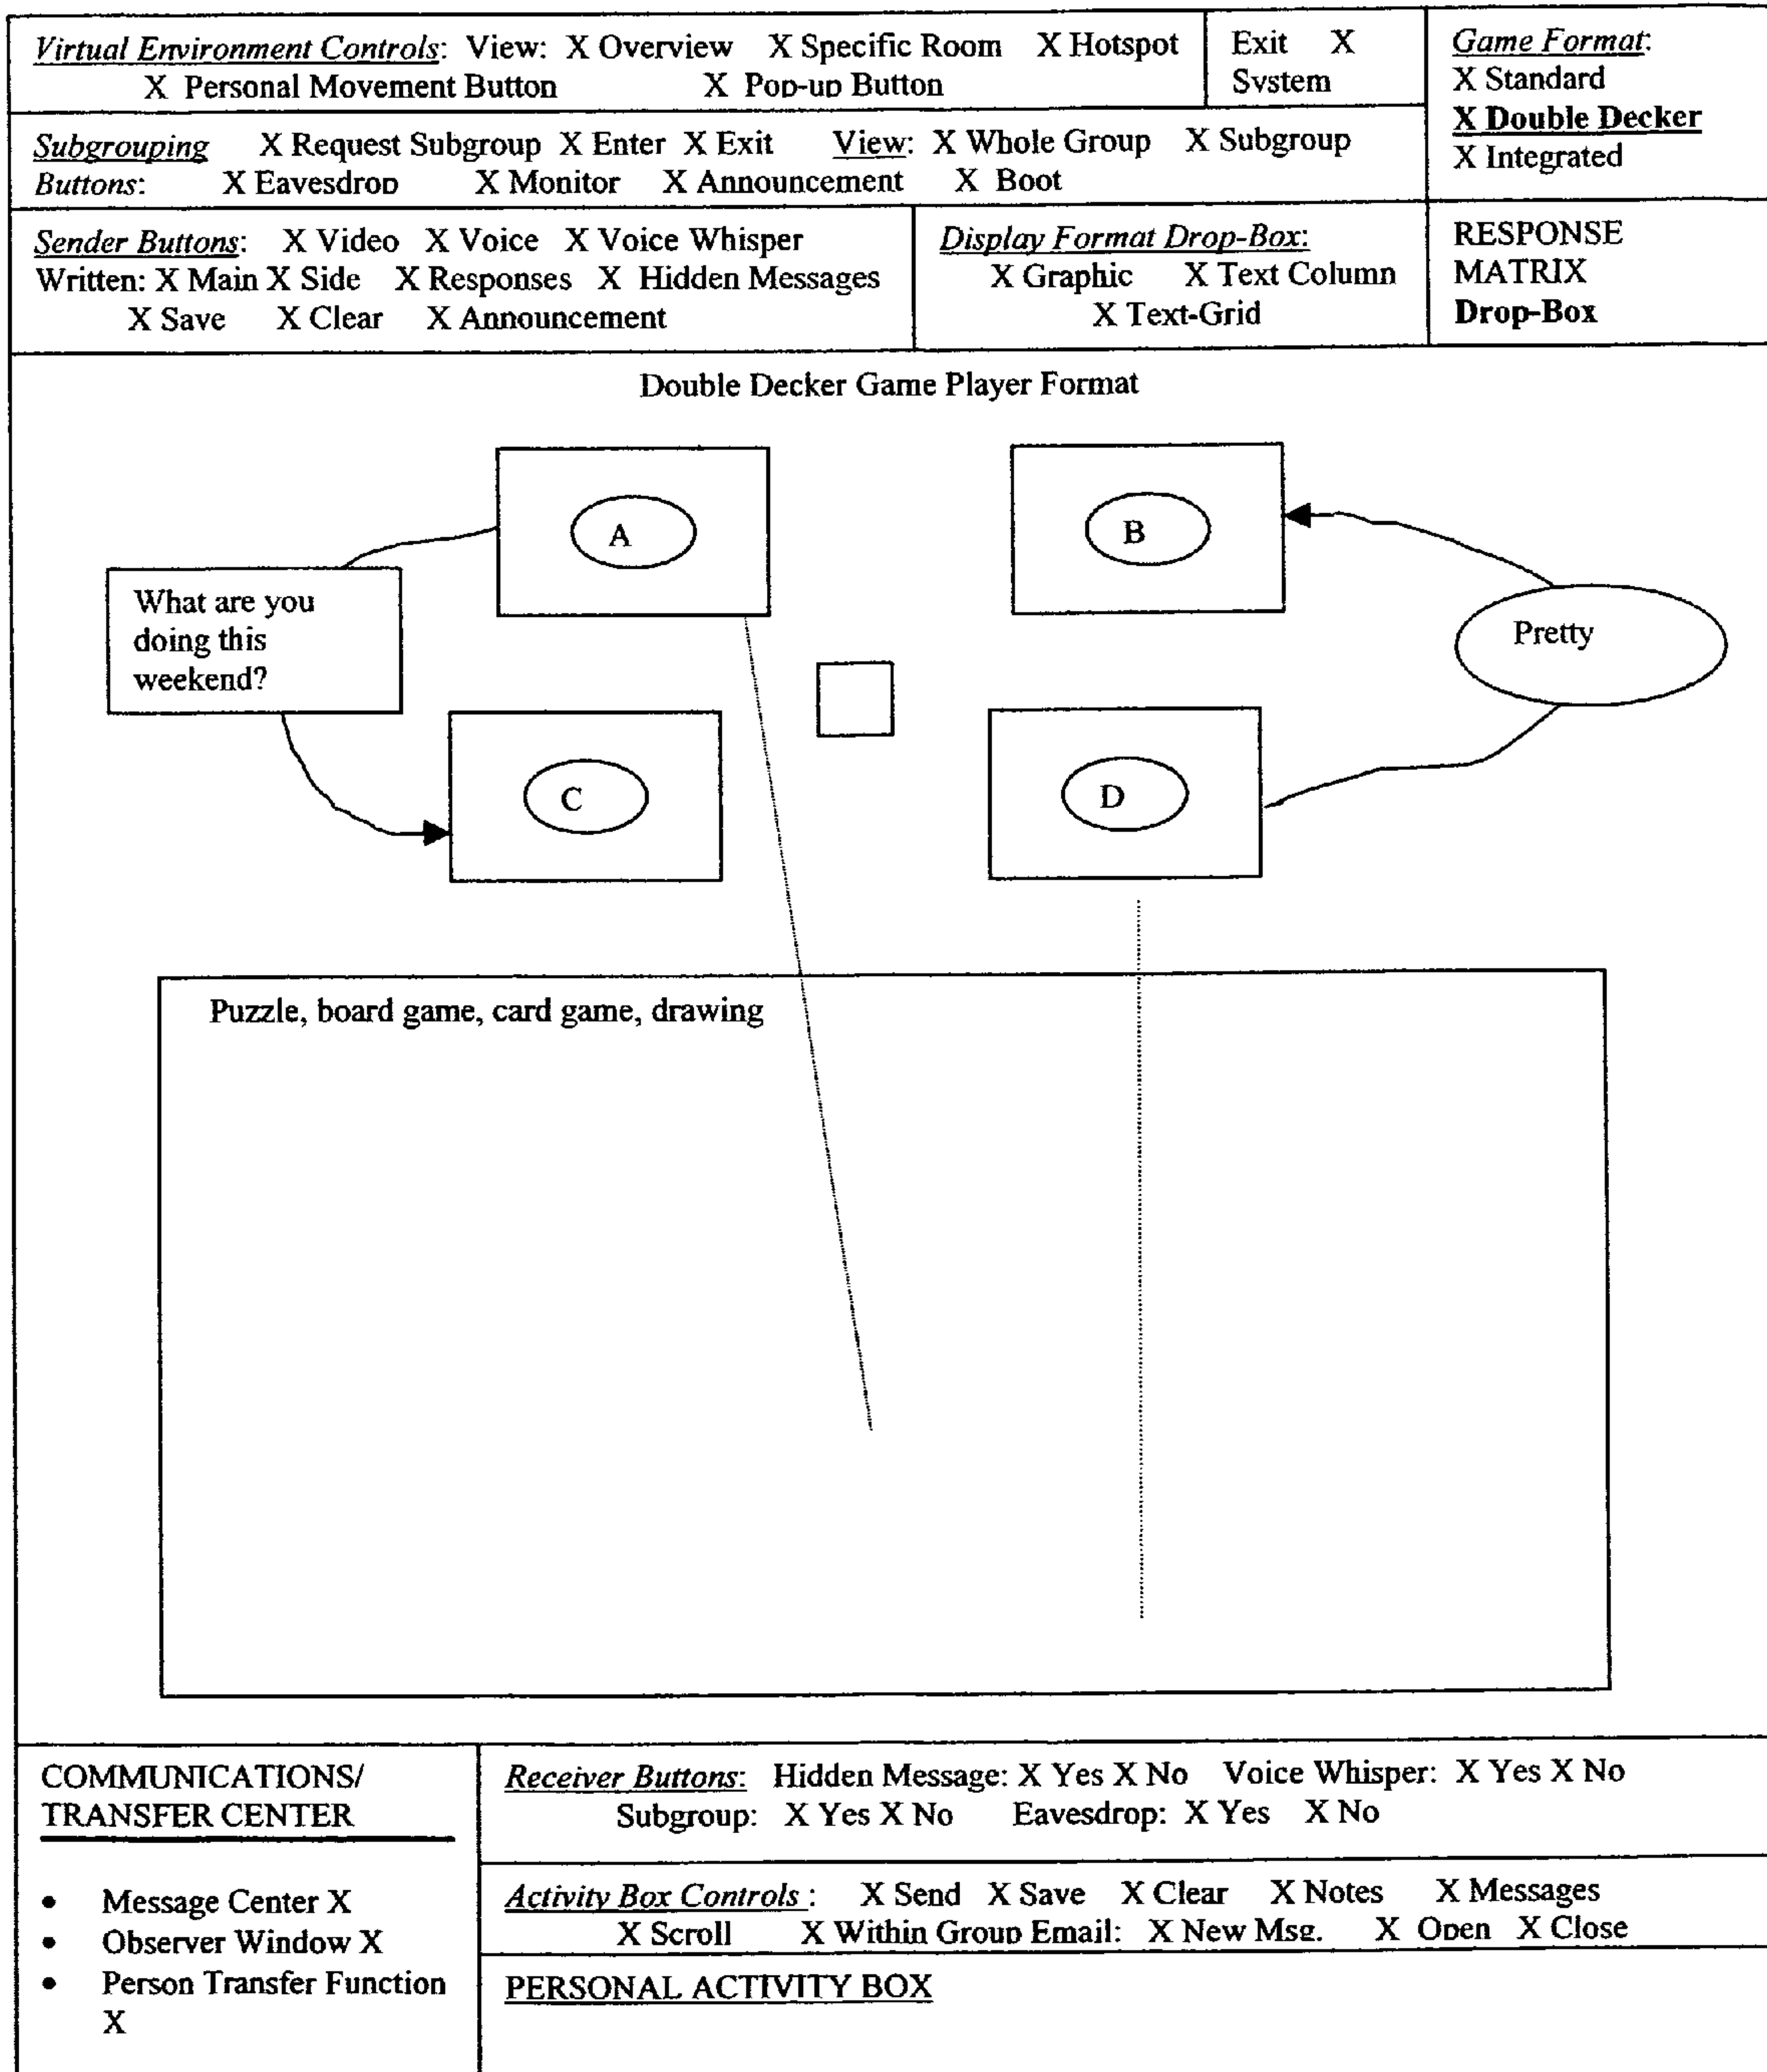 Virtual Environment Controls: View: X Overview X Specific Room X Hotspot
X Personal Movement Button X Pop-up Button
Exit X
System
Game Format:
X Standard
X Double Decker
X Integrated
Subgrouping X Request Subgroup X Enter X Exit View: X Whole Group X Subgroup
Buttons: X Eavesdrop X Monitor X Announcement X Boot
Sender Buttons: X Video X Voice X Voice Whisper
Written: X Main X Side X Responses X Hidden Messages
X Save X Clear X Announcement
Display Format Drop-Box:
X Graphic X Text Column
X Text-Grid
RESPONSE
MATRIX
Drop-Box
Double Decker Game Player Format
A
B
What are you
doing this
weekend?
Pretty
C
D
Puzzle, board game, card game, drawing
COMMUNICATIONS/
TRANSFER CENTER
• Message Center X
• Observer Window X
• Person Transfer Function
X
Receiver Buttons: Hidden Message: X Yes X No Voice Whisper: X Yes X No
Subgroup: X Yes X No Eavesdrop: X Yes X No
Activity Box Controls : X Send X Save X Clear X Notes X Messages
X Scroll X Within Group Email: X New Msg. X Open X Close
PERSONAL ACTIVITY BOX